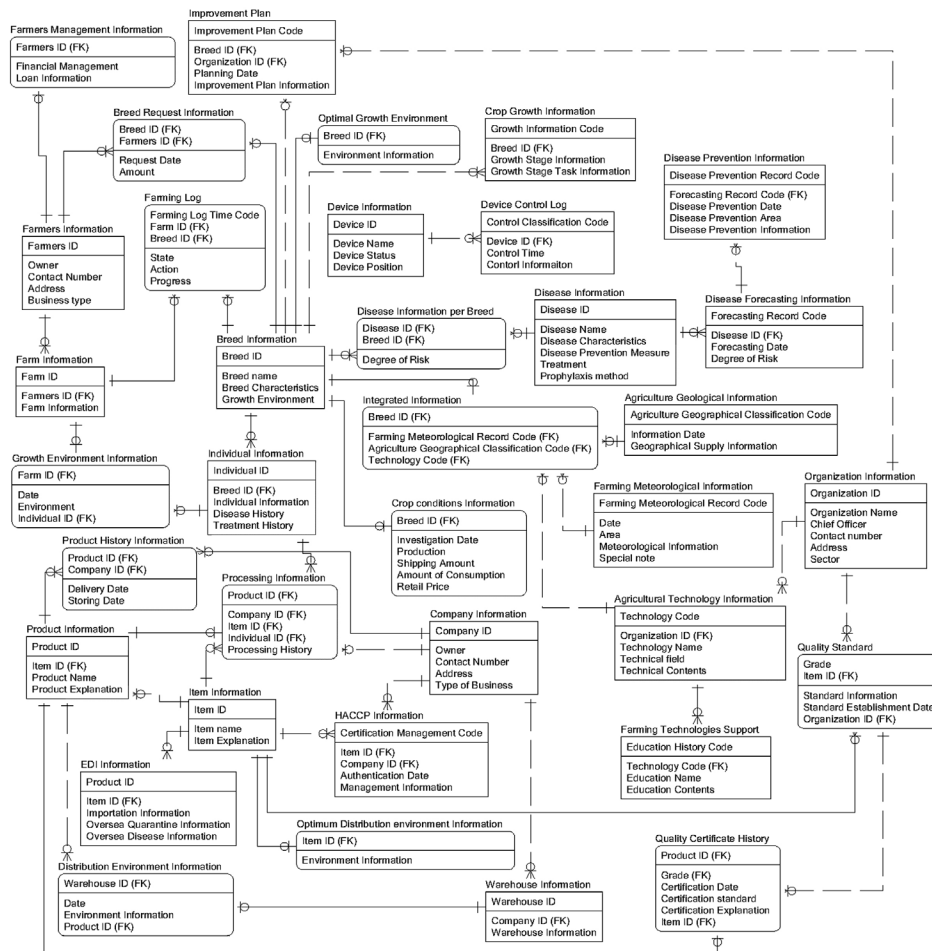 Farmers Management Information
Farmers ID (FK)
Financial Management
Loan Information
Improvement Plan
Improvement Plan Code
Breed ID (FK)
Organization ID (FK)
Planning Date
Improvement Plan Information
Breed Request Information
Breed ID (FK)
Farmers ID (FK)
Request Date
Amount
Optimal Growth Environment
Breed ID (FK)
Environment Information
Crop Growth Information
Growth Information Code
Breed ID (FK)
Growth Stage Information
Growth Stage Task Information
Disease Prevention Information
Disease Prevention Record Code
Forecasting Record Code (FK)
Disease Prevention Date
Disease Prevention Area
Disease Prevention Information
Farming Log
Farming Log Time Code
Farm ID (FK)
Breed ID (FK)
State
Action
Progress
Farmers Information
Farmers ID
Owner
Contact Number
Address
Business type
Device Information
Device ID
Device Name
Device Status
Device Position
Device Control Log
Control Classification Code
Device ID (FK)
Control Time
Contorl Informaiton
Disease Information per Breed
Disease ID (FK)
Breed ID (FK)
Degree of Risk
Disease Information
Disease ID
Disease Name
Disease Characteristics
Disease Prevention Measure
Treatment
Prophylaxis method
Disease Forecasting Information
Forecasting Record Code
Disease ID (FK)
Forecasting Date
Degree of Risk
Breed Information
Breed ID
Breed name
Breed Characteristics
Growth Environment
Farm Information
Farm ID
Farmers ID (FK)
Farm Information
Integrated Information
Breed ID (FK)
Farming Meteorological Record Code (FK)
Agriculture Geographical Classification Code (FK)
Technology Code (FK)
Agriculture Geological Information
Agriculture Geographical Classification Code
Information Date
Geographical Supply Information
Growth Environment Information
Farm ID (FK)
Date
Environment
Individual ID (FK)
Individual Information
Individual ID
Breed ID (FK)
Individual Information
Disease History
Treatment History
Crop conditions Information
Breed ID (FK)
Investigation Date
Production
Shipping Amount
Amount of Consumption
Retail Price
Farming Meteorological Information
Farming Meteorological Record Code
Date
Area
Meteorological Information
Special note
Organization Information
Organization ID
Organization Name
Chief Officer
Contact number
Address
Sector
Product History Information
Product ID (FK)
Company ID (FK)
Delivery Date
Storing Date
Processing Information
Product ID (FK)
Company ID (FK)
Item ID (FK)
Individual ID (FK)
Processing History
Company Information
Company ID
Owner
Contact Number
Address
Type of Business
Agricultural Technology Information
Technology Code
Organization ID (FK)
Technology Name
Technical field
Technical Contents
Product Information
Product ID
Item ID (FK)
Product Name
Product Explanation
Quality Standard
Grade
Item ID (FK)
Standard Information
Standard Establishment Date
Organization ID (FK)
Item Information
Item ID
Item name
Item Explanation
HACCP Information
Certification Management Code
Item ID (FK)
Company ID (FK)
Authentication Date
Management Information
Farming Technologies Support
Education History Code
Technology Code (FK)
Education Name
Education Contents
EDI Information
Product ID
Item ID (FK)
Importation Information
Oversea Quarantine Information
Oversea Disease Information
Optimum Distribution environment Information
Item ID (FK)
Environment Information
Quality Certificate History
Product ID (FK)
Grade (FK)
Certification Date
Certification standard
Certification Explanation
Item ID (FK)
Distribution Environment Information
Warehouse ID (FK)
Date
Environment Information
Product ID (FK)
Warehouse Information
Warehouse ID
Company ID (FK)
Warehouse Information